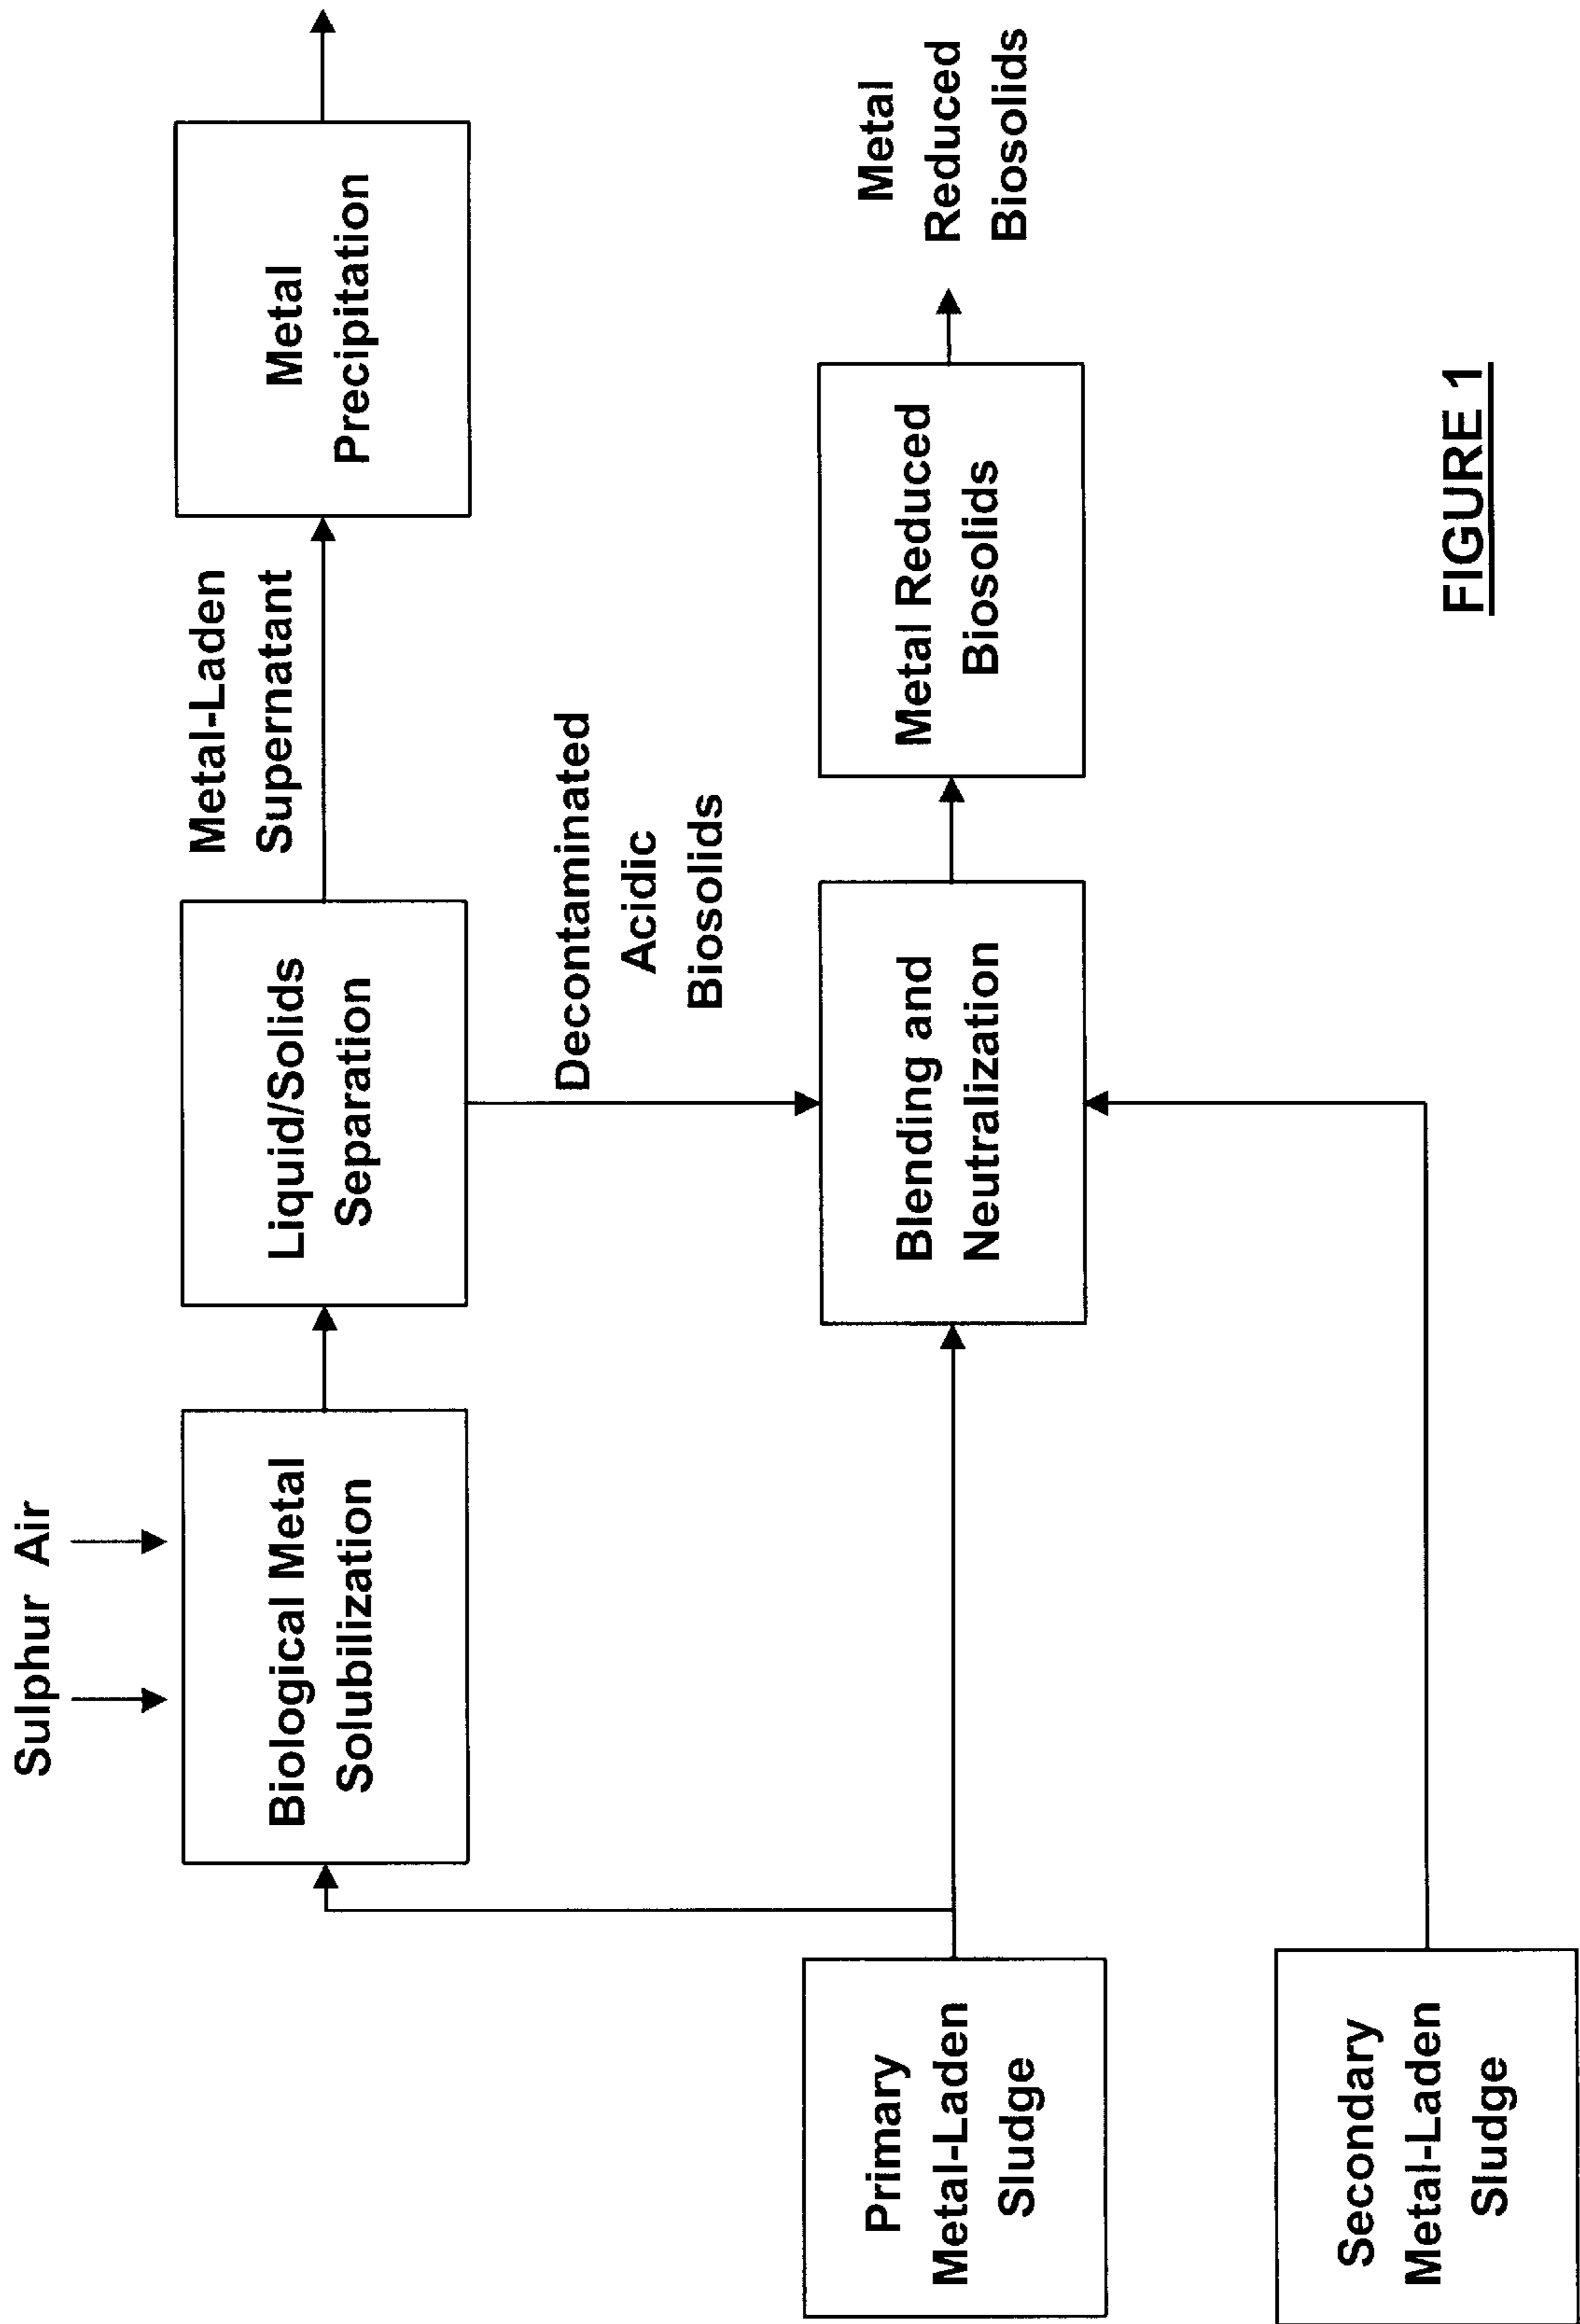 Sulphur Air
Biological Metal
Solubilization
Liquid/Solids
Separation
Metal-Laden
Supernatant
Metal
Precipitation
Decontaminated
Acidic
Biosolids
Primary
Metal-Laden
Sludge
Blending and
Neutralization
Metal Reduced
Biosolids
Metal
Reduced
Biosolids
Secondary
Metal-Laden
Sludge
FIGURE 1